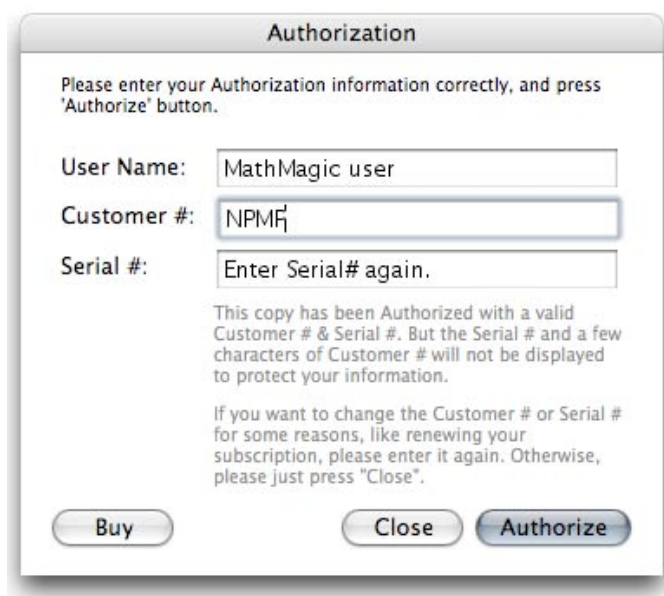 Authorization
Please enter your Authorization information correctly, and press
'Authorize' button.
User Name: MathMagic user
Customer #: NPMF
Serial #: Enter Serial# again.
This copy has been Authorized with a valid
Customer # & Serial #. But the Serial # and a few
characters of Customer # will not be displayed
to protect your information.
If you want to change the Customer # or Serial #
for some reasons, like renewing your
subscription, please enter it again. Otherwise,
please just press "Close".
Buy Close Authorize